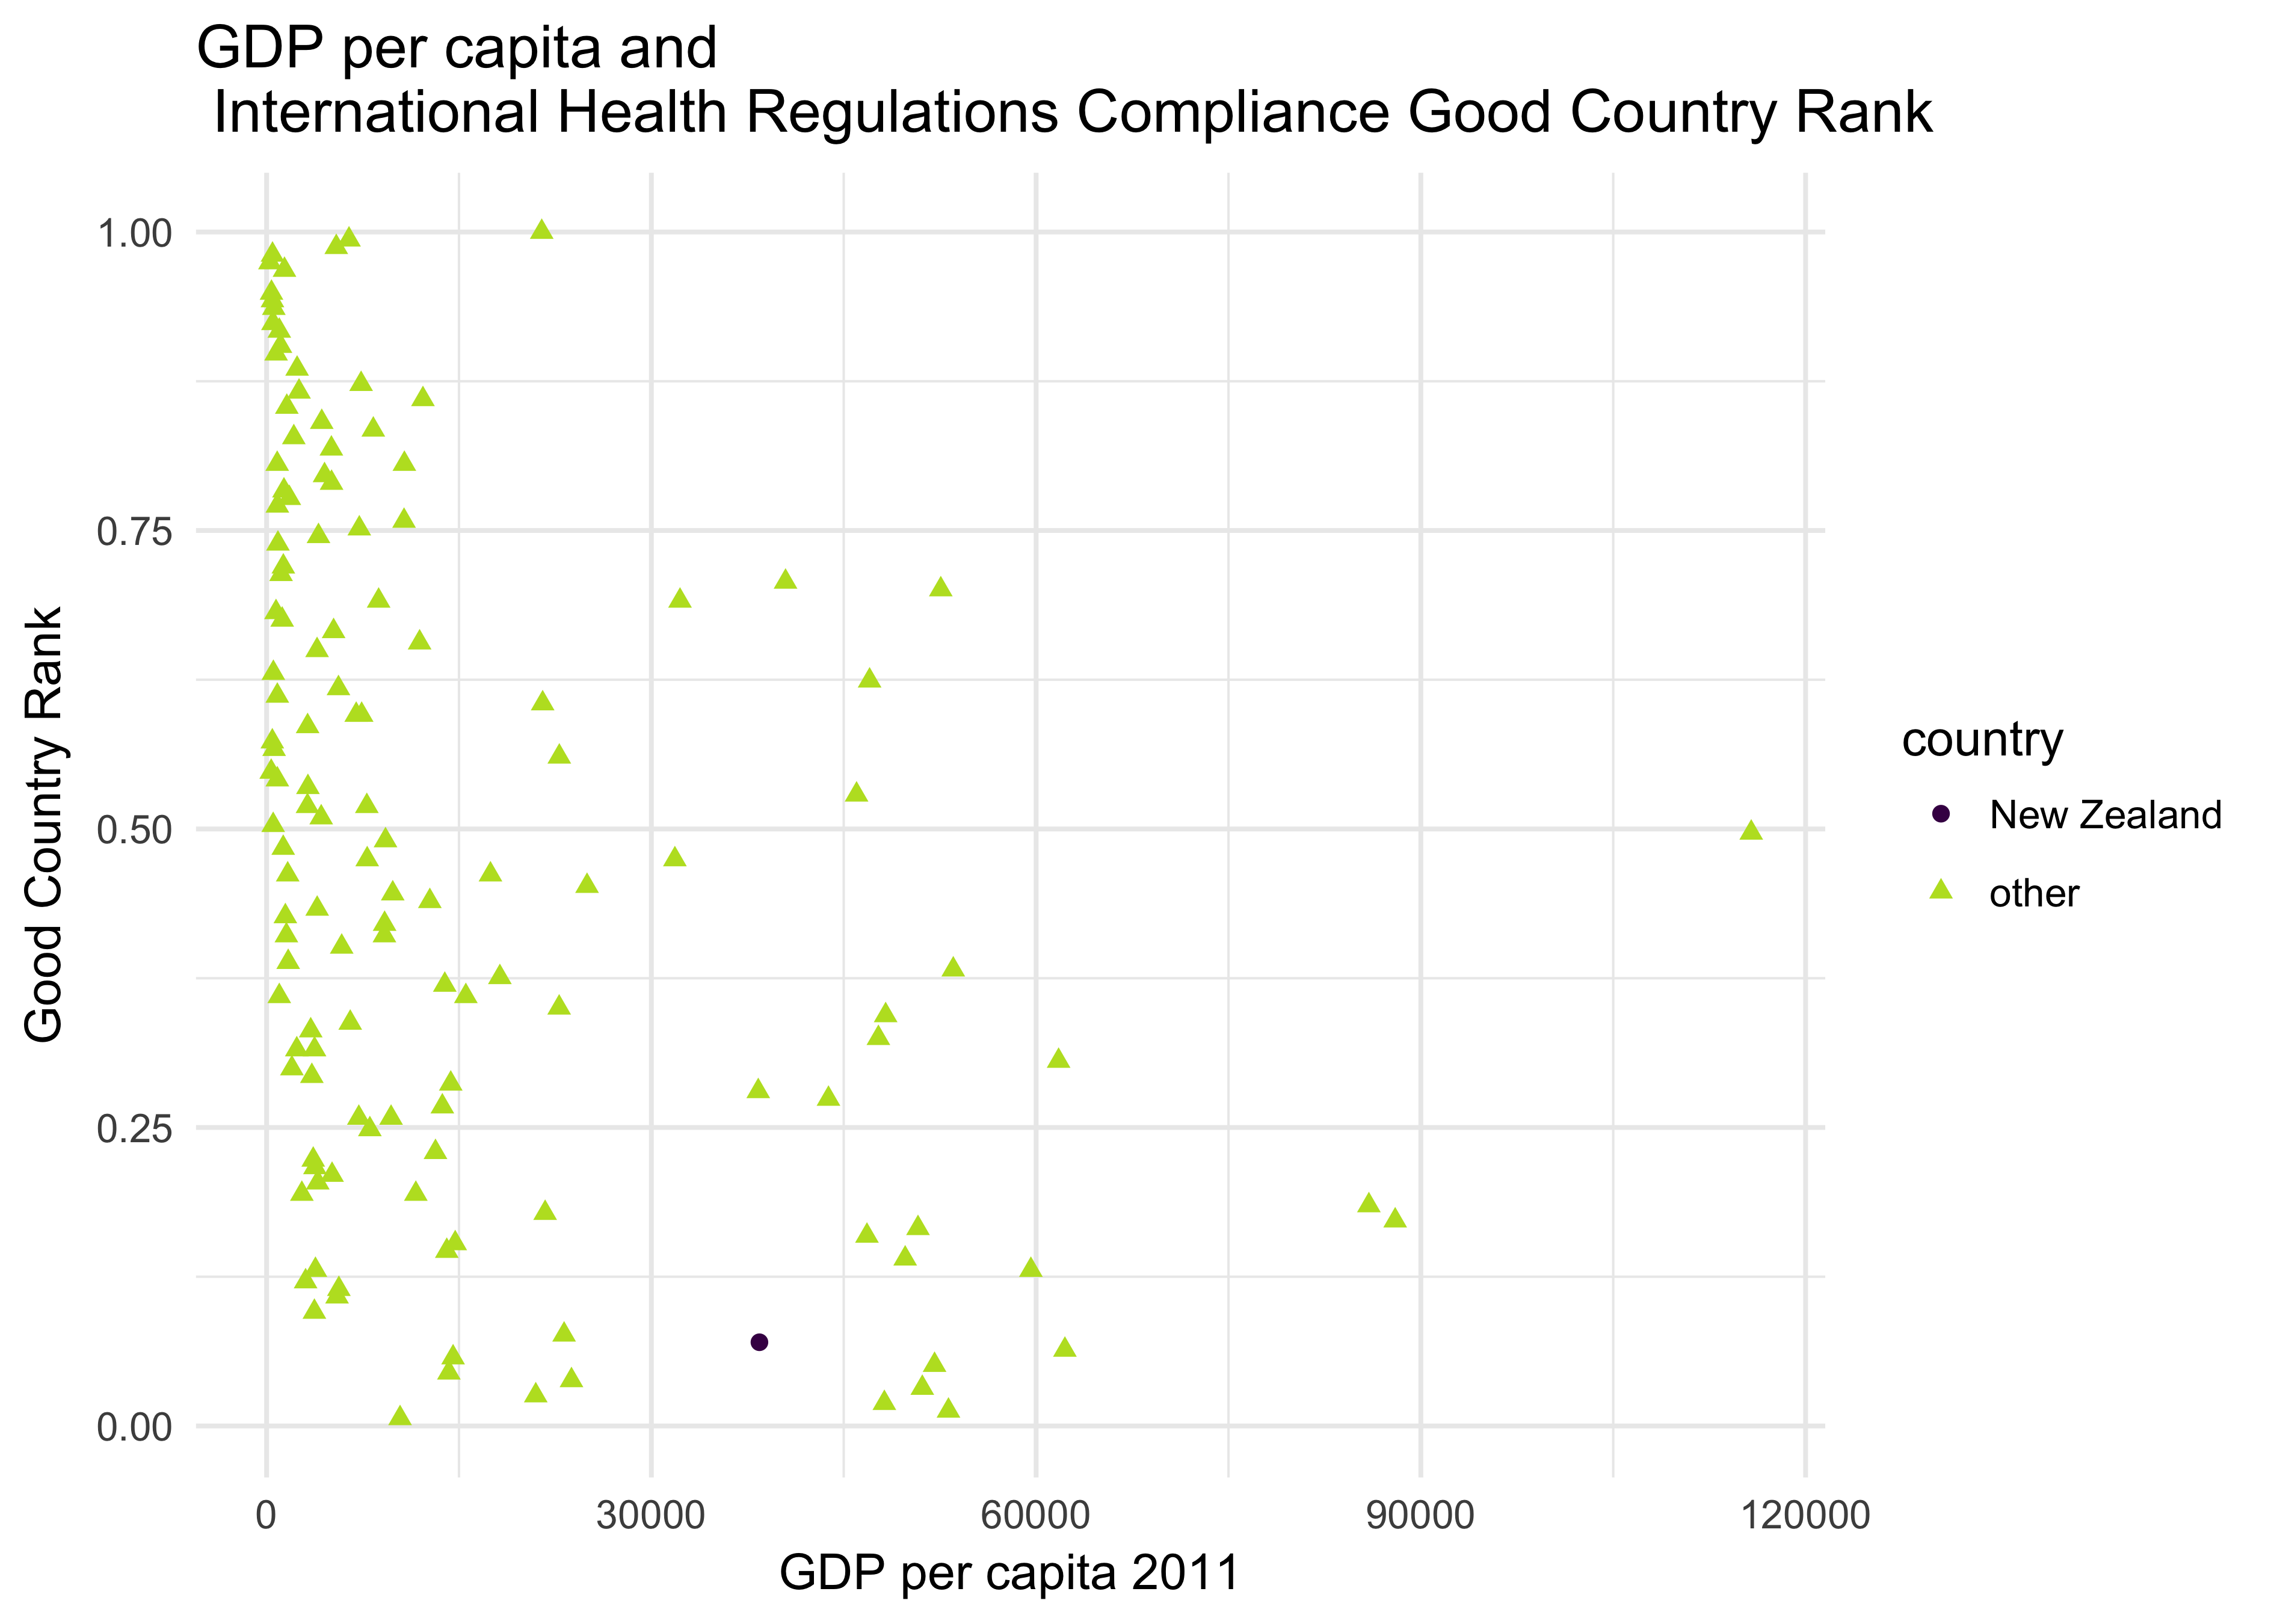 GDP per capita and
International Health Regulations Compliance Good Country Rank
1.00
0.75
0.50
0.25
0.00
Good Country Rank
0
30000
60000
90000
120000
GDP per capita 2011
country
New Zealand
other